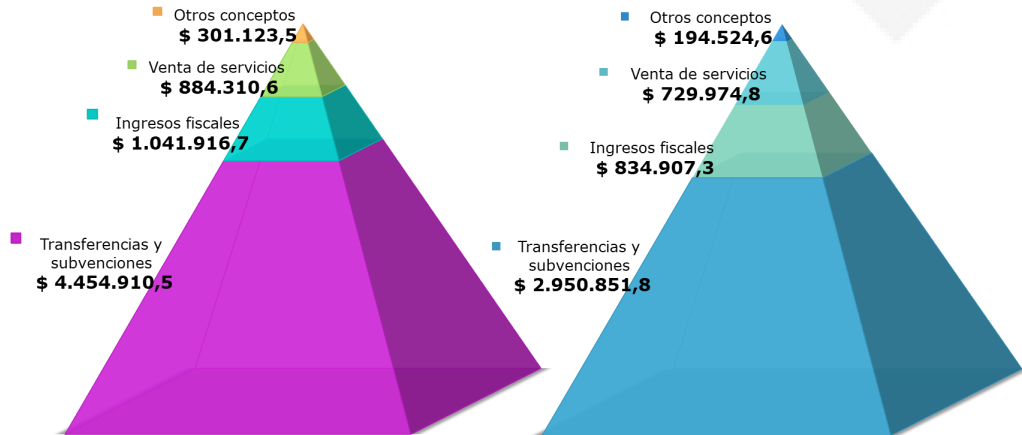 Otros conceptos
$ 301.123,5
Venta de servicios
$ 884.310,6
Ingresos fiscales
$ 1.041.916,7
Transferencias y
subvenciones
$ 4.454.910,5
Otros conceptos
$ 194.524,6
Venta de servicios
$ 729.974,8
Ingresos fiscales
$ 834.907,3
Transferencias y
subvenciones
$ 2.950.851,8